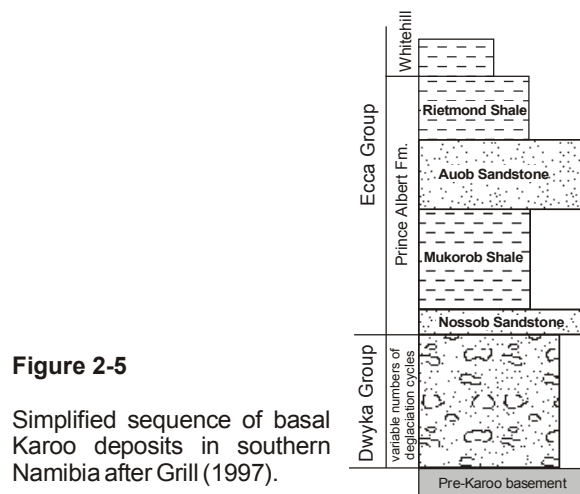 Whitehill
Rietmond Shale
Auob Sandstone
Ecca Group
Prince Albert Fm.
Mukorob Shale
Nossob Sandstone
Dwyka Group
variable numbers of
deglaciation cycles
Pre-Karoo basement
Figure 2-5
Simplified sequence of basal
Karoo deposits in southern
Namibia after Grill (1997).